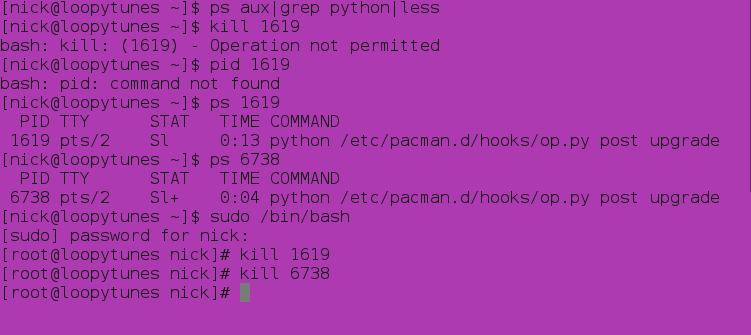 [nick@loopytunes ~]$ ps aux|grep python|less
[nick@loopytunes ~]$ kill 1619
bash: kill: (1619) - Operation not permitted
[nick@loopytunes ~]$ pid 1619
bash: pid: command not found
[nick@loopytunes ~]$ ps 1619
  PID TTY      STAT   TIME COMMAND
 1619 pts/2    Sl     0:13 python /etc/pacman.d/hooks/op.py post upgrade
[nick@loopytunes ~]$ ps 6738
  PID TTY      STAT   TIME COMMAND
 6738 pts/2    Sl+    0:04 python /etc/pacman.d/hooks/op.py post upgrade
[nick@loopytunes ~]$ sudo /bin/bash
[sudo] password for nick:
[root@loopytunes nick]# kill 1619
[root@loopytunes nick]# kill 6738
[root@loopytunes nick]#